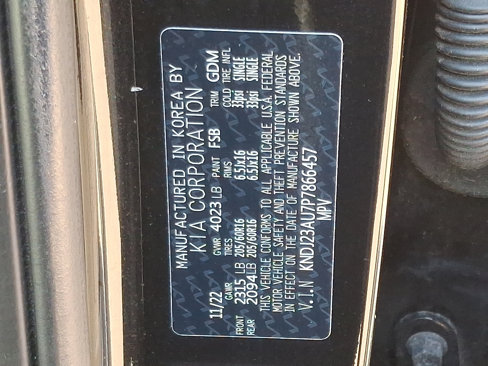 MANUFACTURED IN KOREA BY
KIA CORPORATION
11/22 GVWR 4023 LB PAINT FSB TRIM GDM
GAWR TIRES RIMS COLD TIRE INFL.
FRONT 2315 LB 205/60R16 6.5Jx16 33psi SINGLE
REAR 2094 LB 205/60R16 6.5Jx16 33psi SINGLE
THIS VEHICLE CONFORMS TO ALL APPLICABLE U.S.A. FEDERAL
MOTOR VEHICLE SAFETY AND THEFT PREVENTION STANDARDS
IN EFFECT ON THE DATE OF MANUFACTURE SHOWN ABOVE.
V.I.N KNDJ23AU7P7866457
MPV